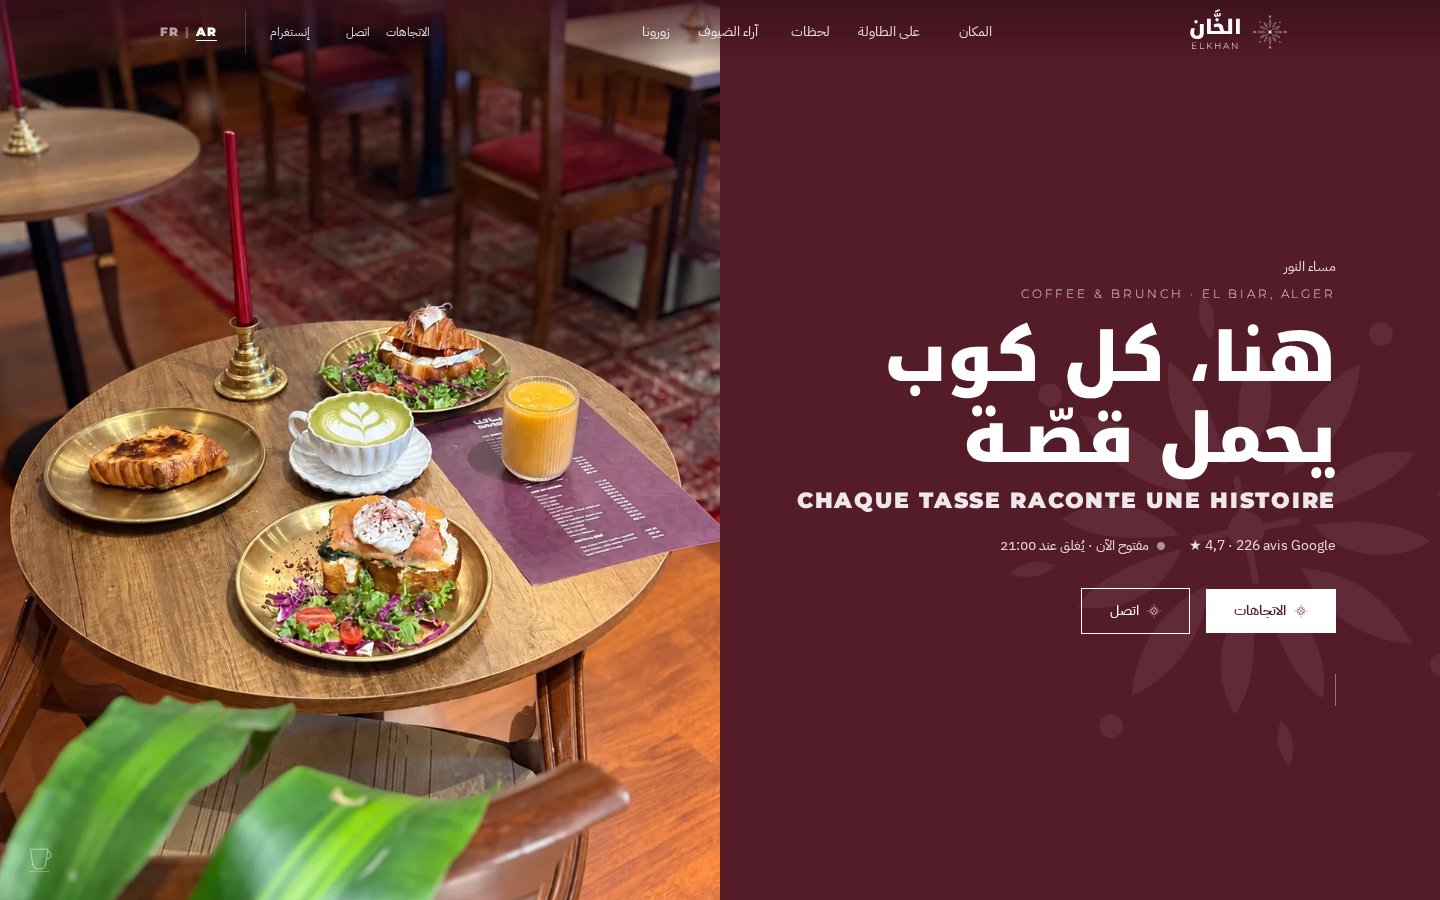 الخّان
ELKHAN
المكان
على الطاولة
لحظات
آراء الضيوف
زورونا
الاتجاهات
اتصل
إنستغرام
FR | AR
مساء النور
COFFEE & BRUNCH · EL BIAR, ALGER
هنا، كل كوب
يحمل قصّة
CHAQUE TASSE RACONTE UNE HISTOIRE
★ 4,7 · 226 avis Google
مفتوح الآن · يُغلق عند 21:00
الاتجاهات
اتصل